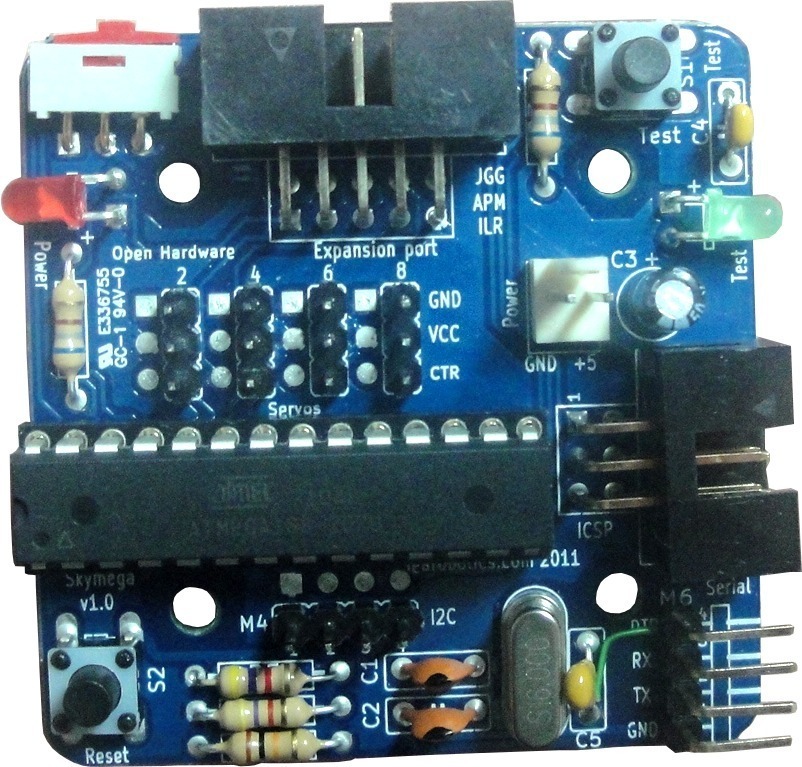 Test
S1
Test
C4
JGG
APM
ILR
Power
+
Open Hardware
Expansion port
C3 +
+
Test
E336755
GC-1 94V-0
2
4
6
8
GND
VCC
CTR
Power
GND +5
Servos
1
ICSP
2011
Skymega
v1.0
M6 Serial
M4
I2C
RX
TX
GND
S2
C1
C2
C5
Reset